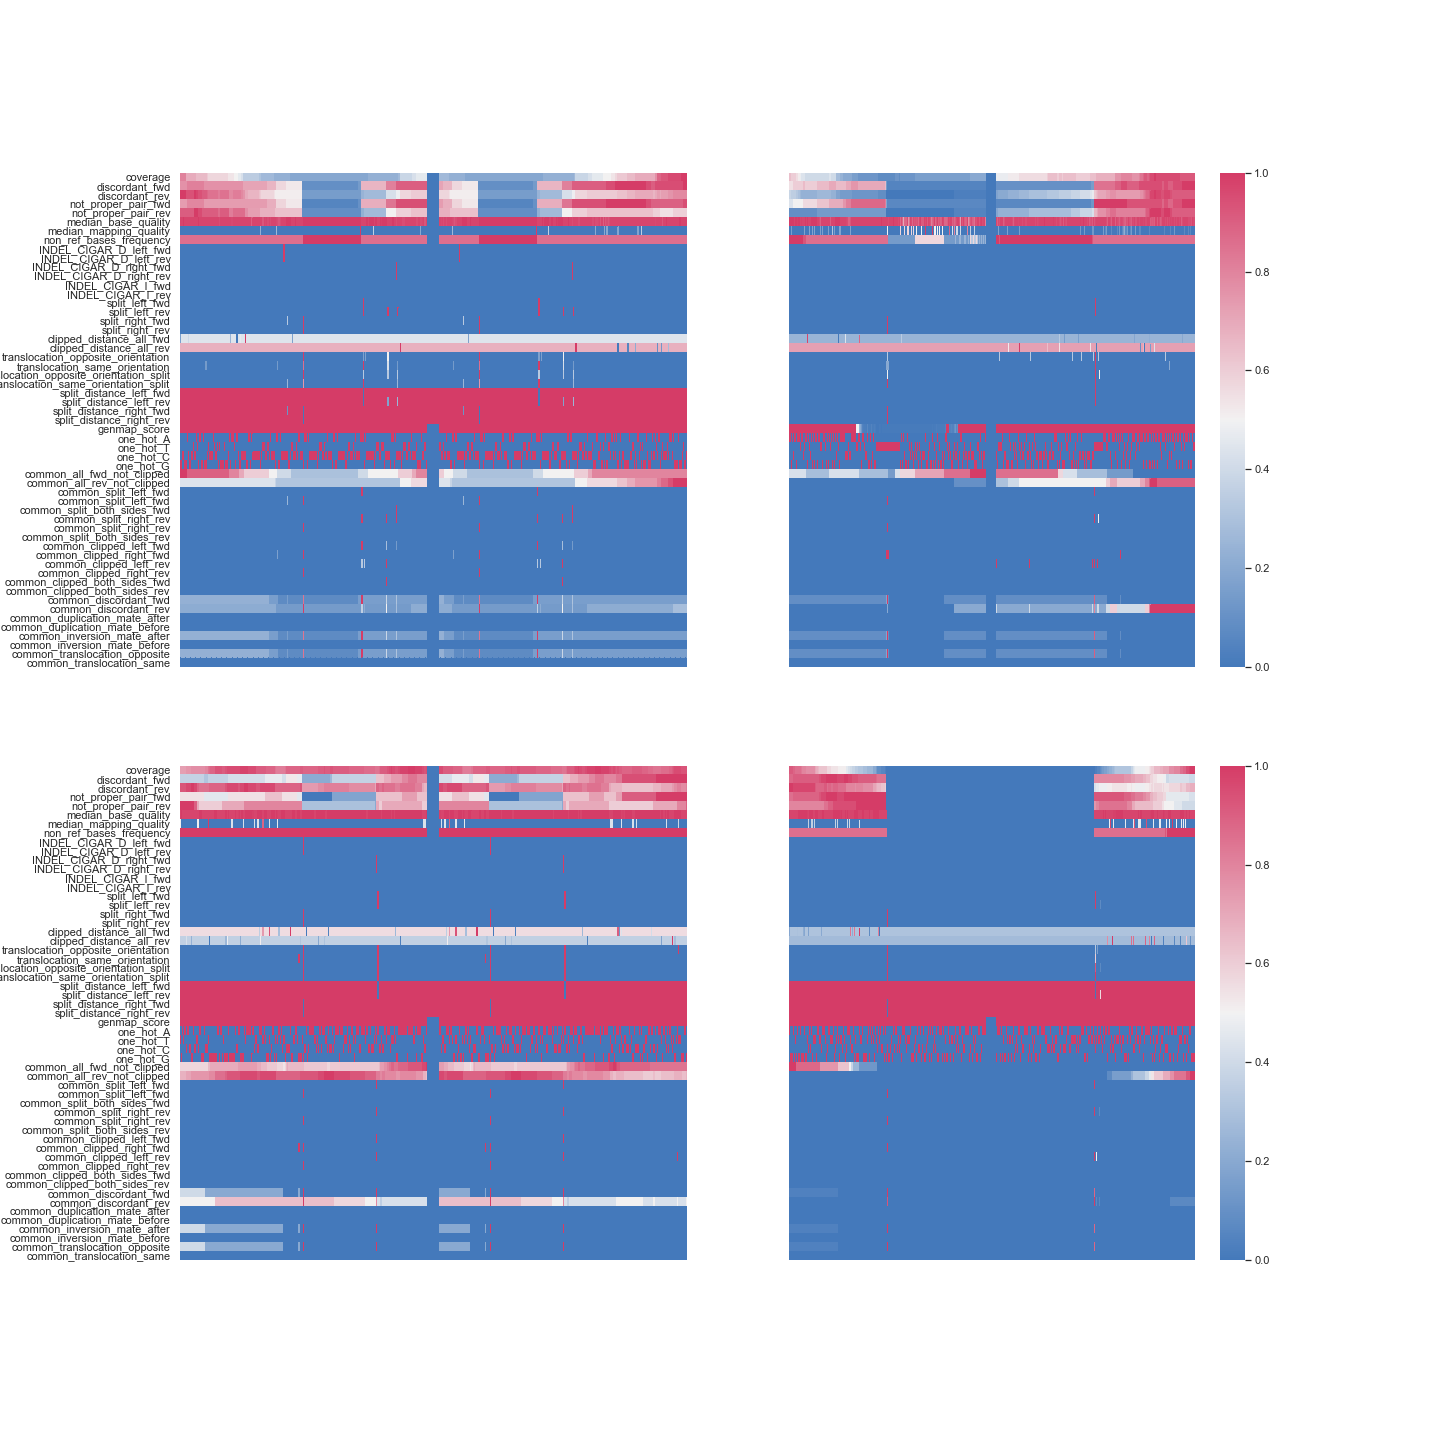 coverage
discordant_fwd
discordant_rev
not_proper_pair_fwd
not_proper_pair_rev
median_base_quality
median_mapping_quality
non_ref_bases_frequency
INDEL_CIGAR_D_left_fwd
INDEL_CIGAR_D_left_rev
INDEL_CIGAR_D_right_fwd
INDEL_CIGAR_D_right_rev
INDEL_CIGAR_I_fwd
INDEL_CIGAR_I_rev
split_left_fwd
split_left_rev
split_right_fwd
split_right_rev
clipped_distance_all_fwd
clipped_distance_all_rev
translocation_opposite_orientation
translocation_same_orientation
location_opposite_orientation_split
anslocation_same_orientation_split
split_distance_left_fwd
split_distance_left_rev
split_distance_right_fwd
split_distance_right_rev
genmap_score
one_hot_A
one_hot_T
one_hot_C
one_hot_G
common_all_fwd_not_clipped
common_all_rev_not_clipped
common_split_left_fwd
common_split_left_fwd
common_split_both_sides_fwd
common_split_right_rev
common_split_right_rev
common_split_both_sides_rev
common_clipped_left_fwd
common_clipped_right_fwd
common_clipped_left_rev
common_clipped_right_rev
common_clipped_both_sides_fwd
common_clipped_both_sides_rev
common_discordant_fwd
common_discordant_rev
common_duplication_mate_after
common_duplication_mate_before
common_inversion_mate_after
common_inversion_mate_before
common_translocation_opposite
common_translocation_same
1.0
0.8
0.6
0.4
0.2
0.0
coverage
discordant_fwd
discordant_rev
not_proper_pair_fwd
not_proper_pair_rev
median_base_quality
median_mapping_quality
non_ref_bases_frequency
INDEL_CIGAR_D_left_fwd
INDEL_CIGAR_D_left_rev
INDEL_CIGAR_D_right_fwd
INDEL_CIGAR_D_right_rev
INDEL_CIGAR_I_fwd
INDEL_CIGAR_I_rev
split_left_fwd
split_left_rev
split_right_fwd
split_right_rev
clipped_distance_all_fwd
clipped_distance_all_rev
translocation_opposite_orientation
translocation_same_orientation
location_opposite_orientation_split
anslocation_same_orientation_split
split_distance_left_fwd
split_distance_left_rev
split_distance_right_fwd
split_distance_right_rev
genmap_score
one_hot_A
one_hot_T
one_hot_C
one_hot_G
common_all_fwd_not_clipped
common_all_rev_not_clipped
common_split_left_fwd
common_split_left_fwd
common_split_both_sides_fwd
common_split_right_rev
common_split_right_rev
common_split_both_sides_rev
common_clipped_left_fwd
common_clipped_right_fwd
common_clipped_left_rev
common_clipped_right_rev
common_clipped_both_sides_fwd
common_clipped_both_sides_rev
common_discordant_fwd
common_discordant_rev
common_duplication_mate_after
common_duplication_mate_before
common_inversion_mate_after
common_inversion_mate_before
common_translocation_opposite
common_translocation_same
1.0
0.8
0.6
0.4
0.2
0.0